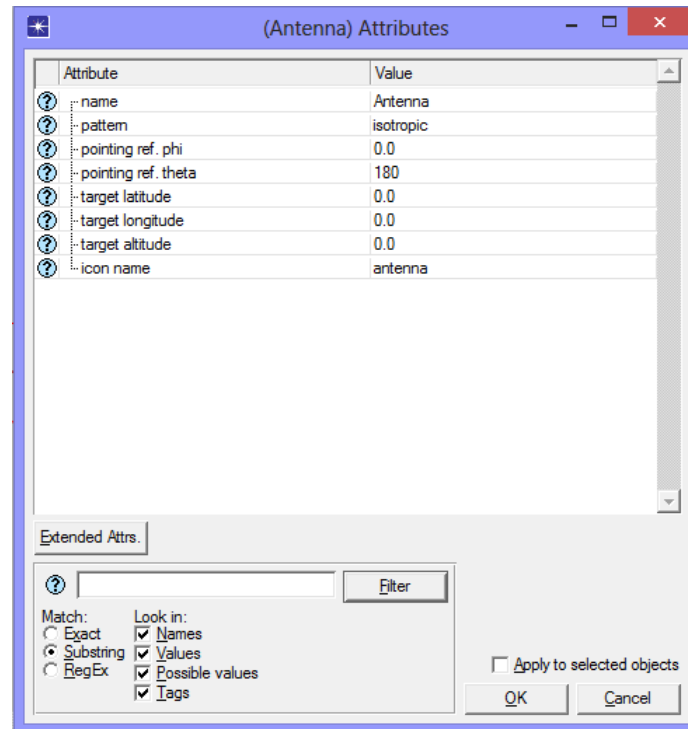 (Antenna) Attributes
Attribute Value
name Antenna
pattern isotropic
pointing ref. phi 0.0
pointing ref. theta 180
target latitude 0.0
target longitude 0.0
target altitude 0.0
icon name antenna
Extended Attrs.
Filter
Match: Look in:
Exact Names
Substring Values
RegEx Possible values
Tags
Apply to selected objects
OK Cancel